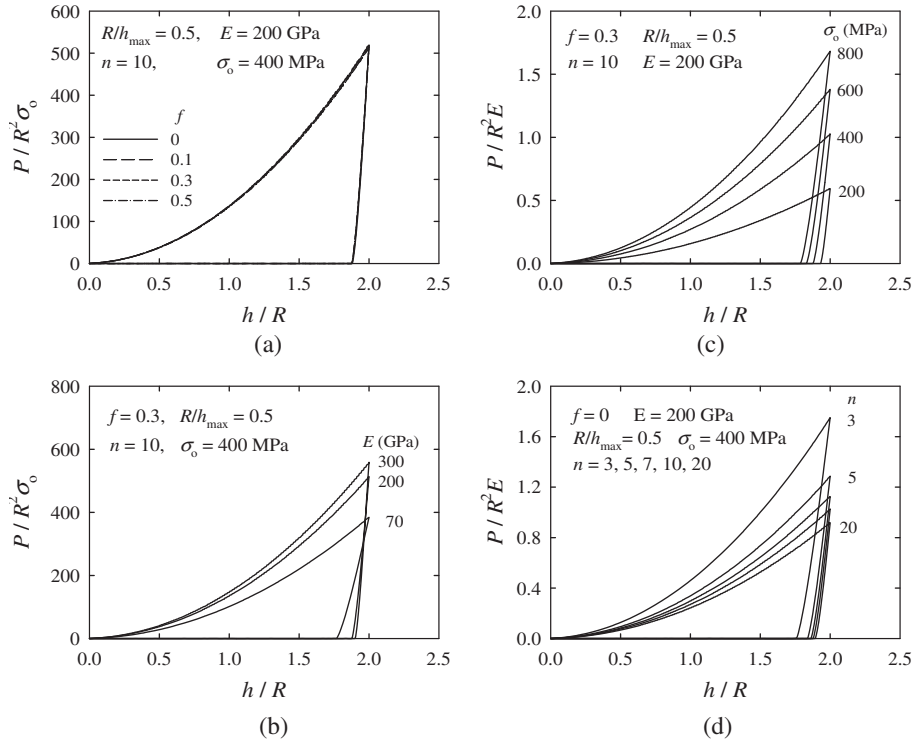 R/hmax = 0.5, E = 200 GPa
n = 10, σo = 400 MPa
f
0
0.1
0.3
0.5
600
500
400
300
200
100
0
P / R²σo
0.0 0.5 1.0 1.5 2.0 2.5
h / R
(a)
f = 0.3 R/hmax = 0.5
n = 10 E = 200 GPa
σo (MPa)
800
600
400
200
2.0
1.5
1.0
0.5
0.0
P / R²E
0.0 0.5 1.0 1.5 2.0 2.5
h / R
(c)
f = 0.3, R/hmax = 0.5
n = 10, σo = 400 MPa
E (GPa)
300
200
70
800
600
400
200
0
P / R²σo
0.0 0.5 1.0 1.5 2.0 2.5
h / R
(b)
f = 0 E = 200 GPa
R/hmax = 0.5 σo = 400 MPa
n = 3, 5, 7, 10, 20
n
3
5
20
2.0
1.6
1.2
0.8
0.4
0.0
P / R²E
0.0 0.5 1.0 1.5 2.0 2.5
h / R
(d)